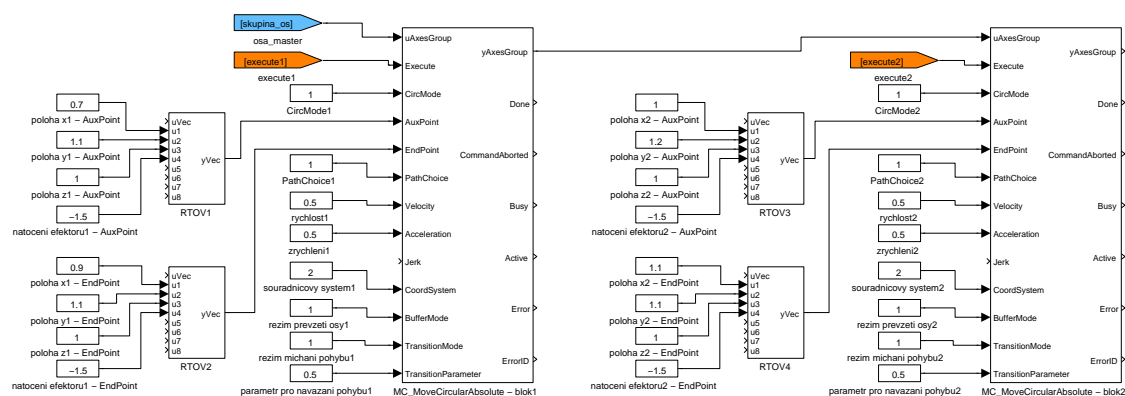 [skupina_os]
osa_master
[execute1]
execute1
1
CircMode1
0.7
poloha x1 − AuxPoint
1.1
poloha y1 − AuxPoint
1
poloha z1 − AuxPoint
−1.5
natoceni efektoru1 − AuxPoint
uVec
u1
u2
u3
u4
u5
u6
u7
u8
yVec
RTOV1
0.9
poloha x1 − EndPoint
1.1
poloha y1 − EndPoint
1
poloha z1 − EndPoint
−1.5
natoceni efektoru1 − EndPoint
uVec
u1
u2
u3
u4
u5
u6
u7
u8
yVec
RTOV2
1
PathChoice1
0.5
rychlost1
0.5
zrychleni1
2
souradnicovy system1
1
rezim prevzeti osy1
1
rezim michani pohybu1
0.5
parametr pro navazani pohybu1
uAxesGroup
Execute
CircMode
AuxPoint
EndPoint
PathChoice
Velocity
Acceleration
Jerk
CoordSystem
BufferMode
TransitionMode
TransitionParameter
yAxesGroup
Done
CommandAborted
Busy
Active
Error
ErrorID
MC_MoveCircularAbsolute − blok1
[execute2]
execute2
1
CircMode2
1
poloha x2 − AuxPoint
1.2
poloha y2 − AuxPoint
1
poloha z2 − AuxPoint
−1.5
natoceni efektoru2 − AuxPoint
uVec
u1
u2
u3
u4
u5
u6
u7
u8
yVec
RTOV3
1.1
poloha x2 − EndPoint
1.1
poloha y2 − EndPoint
1
poloha z2 − EndPoint
−1.5
natoceni efektoru2 − EndPoint
uVec
u1
u2
u3
u4
u5
u6
u7
u8
yVec
RTOV4
1
PathChoice2
0.5
rychlost2
0.5
zrychleni2
2
souradnicovy system2
1
rezim prevzeti osy2
1
rezim michani pohybu2
0.5
parametr pro navazani pohybu2
uAxesGroup
Execute
CircMode
AuxPoint
EndPoint
PathChoice
Velocity
Acceleration
Jerk
CoordSystem
BufferMode
TransitionMode
TransitionParameter
yAxesGroup
Done
CommandAborted
Busy
Active
Error
ErrorID
MC_MoveCircularAbsolute − blok2